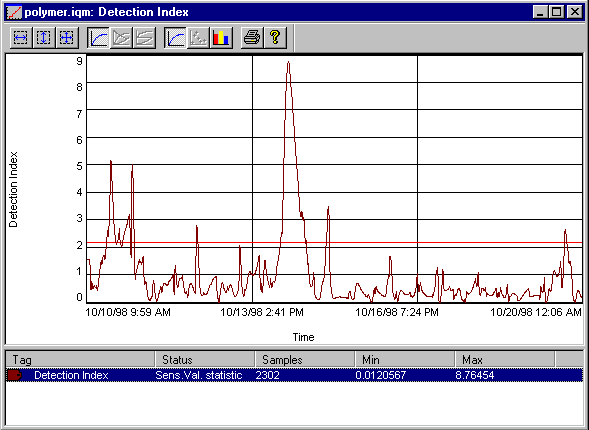 polymer.iqm: Detection Index
?
9
8
7
6
5
4
3
2
1
0
Detection Index
10/10/98 9:59 AM 10/13/98 2:41 PM 10/16/98 7:24 PM 10/20/98 12:06 AM
Time
Tag Status Samples Min Max
Detection Index Sens.Val. statistic 2302 0.0120567 8.76454